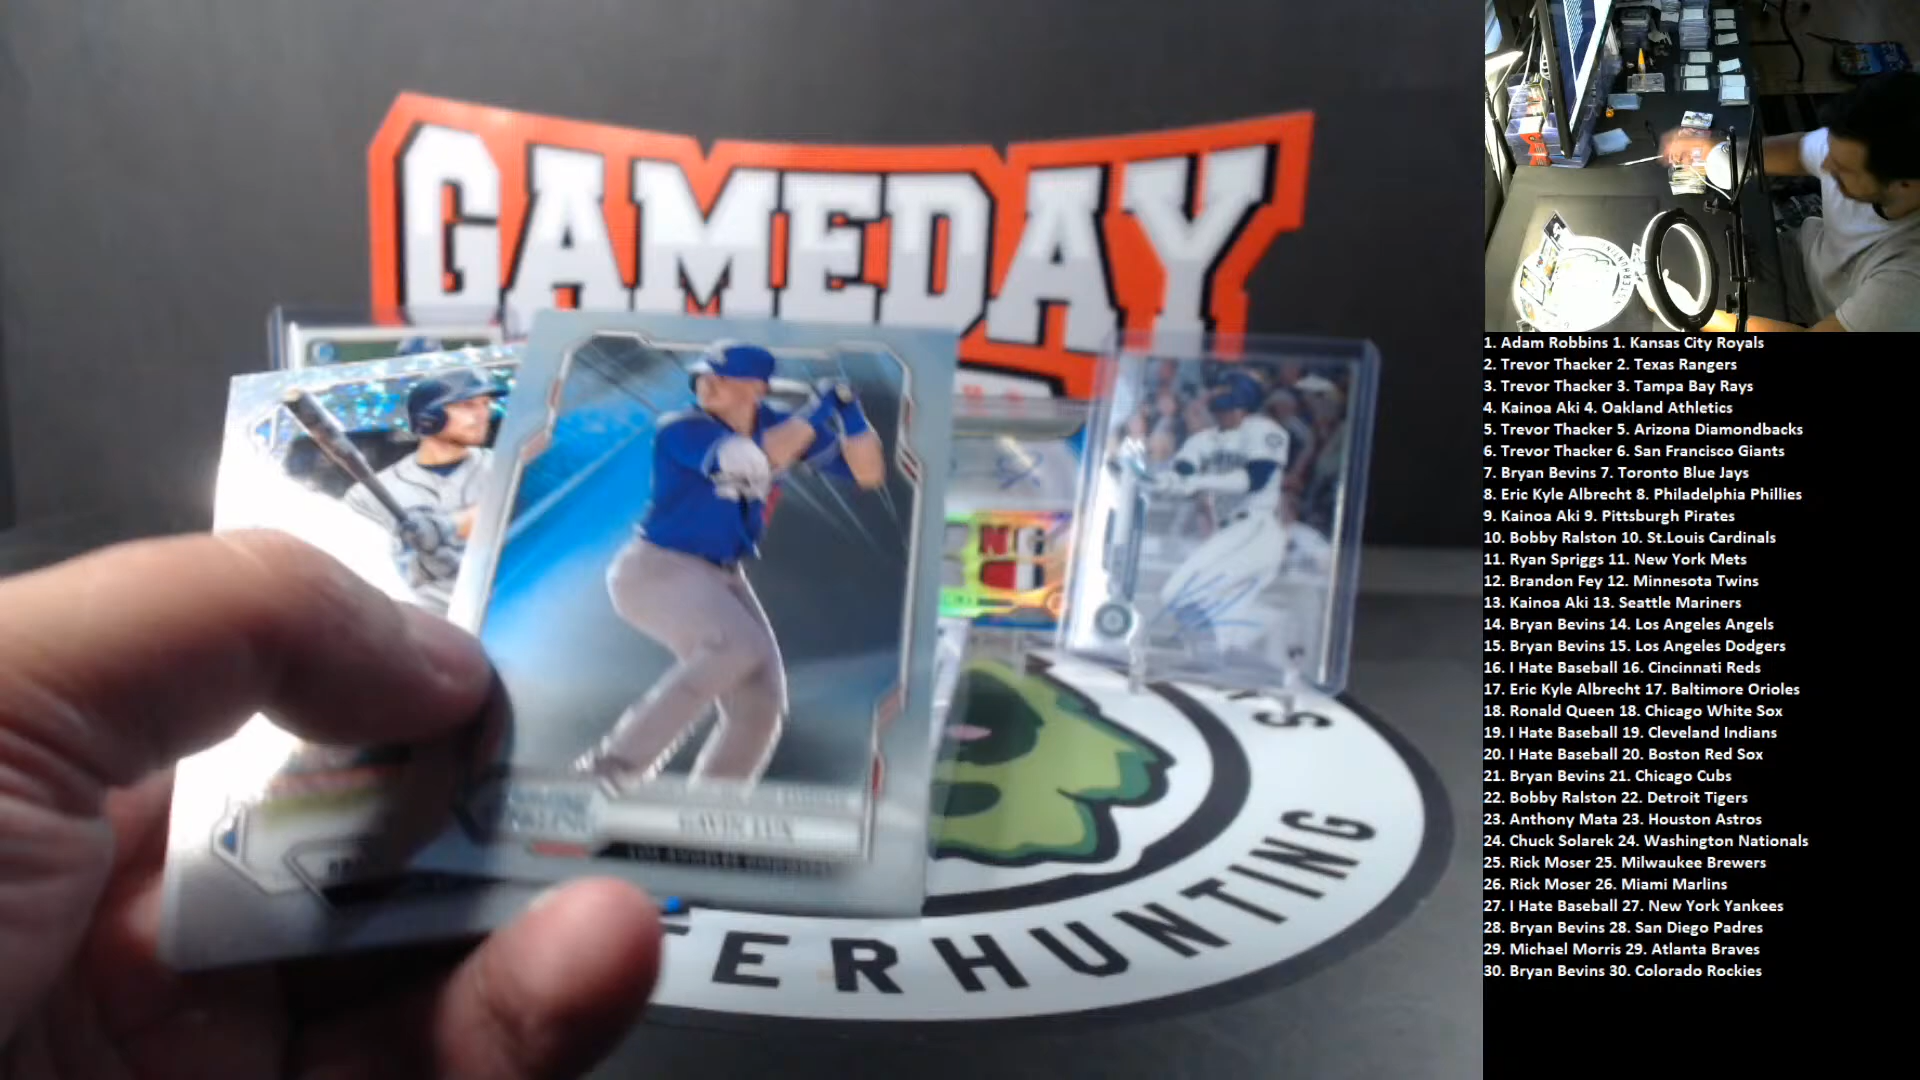 GAMEDAY
GAVIN LUX
LOS ANGELES DODGERS
TERHUNTING
S
1. Adam Robbins 1. Kansas City Royals
2. Trevor Thacker 2. Texas Rangers
3. Trevor Thacker 3. Tampa Bay Rays
4. Kainoa Aki 4. Oakland Athletics
5. Trevor Thacker 5. Arizona Diamondbacks
6. Trevor Thacker 6. San Francisco Giants
7. Bryan Bevins 7. Toronto Blue Jays
8. Eric Kyle Albrecht 8. Philadelphia Phillies
9. Kainoa Aki 9. Pittsburgh Pirates
10. Bobby Ralston 10. St.Louis Cardinals
11. Ryan Spriggs 11. New York Mets
12. Brandon Fey 12. Minnesota Twins
13. Kainoa Aki 13. Seattle Mariners
14. Bryan Bevins 14. Los Angeles Angels
15. Bryan Bevins 15. Los Angeles Dodgers
16. I Hate Baseball 16. Cincinnati Reds
17. Eric Kyle Albrecht 17. Baltimore Orioles
18. Ronald Queen 18. Chicago White Sox
19. I Hate Baseball 19. Cleveland Indians
20. I Hate Baseball 20. Boston Red Sox
21. Bryan Bevins 21. Chicago Cubs
22. Bobby Ralston 22. Detroit Tigers
23. Anthony Mata 23. Houston Astros
24. Chuck Solarek 24. Washington Nationals
25. Rick Moser 25. Milwaukee Brewers
26. Rick Moser 26. Miami Marlins
27. I Hate Baseball 27. New York Yankees
28. Bryan Bevins 28. San Diego Padres
29. Michael Morris 29. Atlanta Braves
30. Bryan Bevins 30. Colorado Rockies